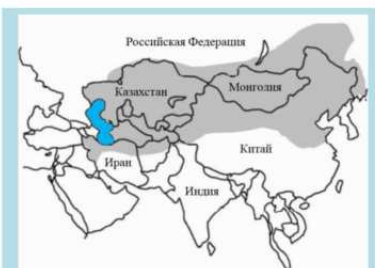 Российская Федерация
Казахстан
Монголия
Китай
Иран
Индия